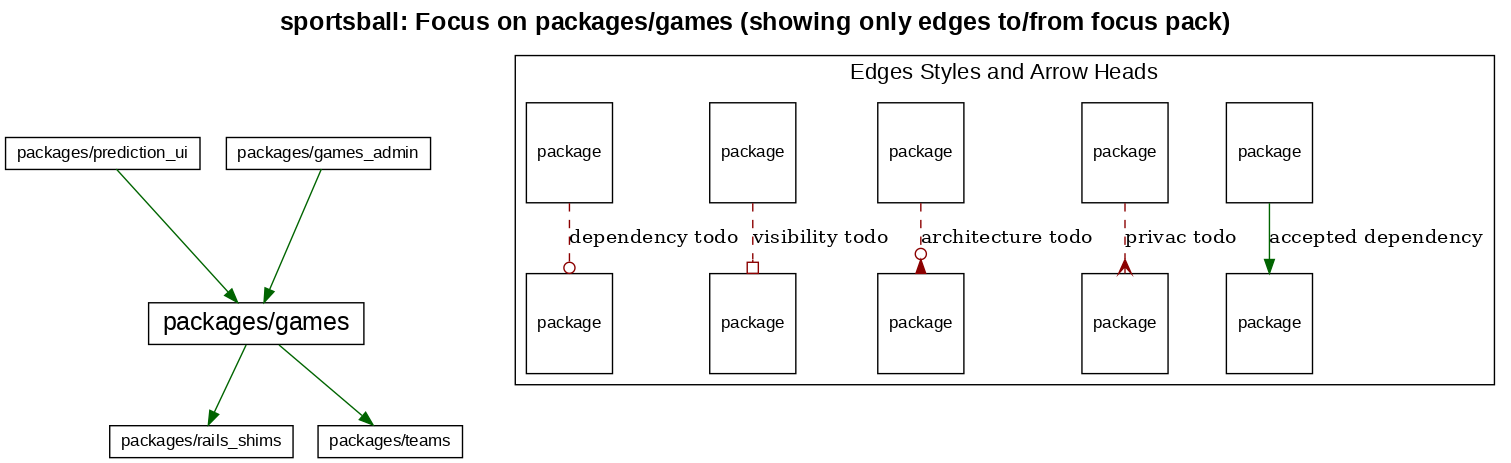 sportsball: Focus on packages/games (showing only edges to/from focus pack)
Edges Styles and Arrow Heads
packages/prediction_ui
packages/games_admin
package
package
package
package
package
dependency todo
visibility todo
architecture todo
privac todo
accepted dependency
packages/games
package
package
package
package
package
packages/rails_shims
packages/teams